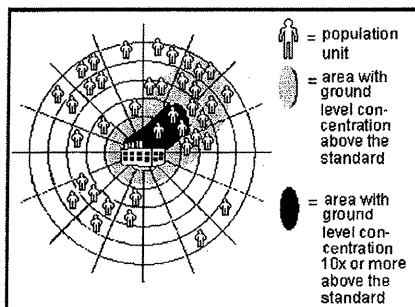 = population
unit
= area with
ground
level con-
centration
above the
standard
= area with
ground
level con-
centration
10x or more
above the
standard